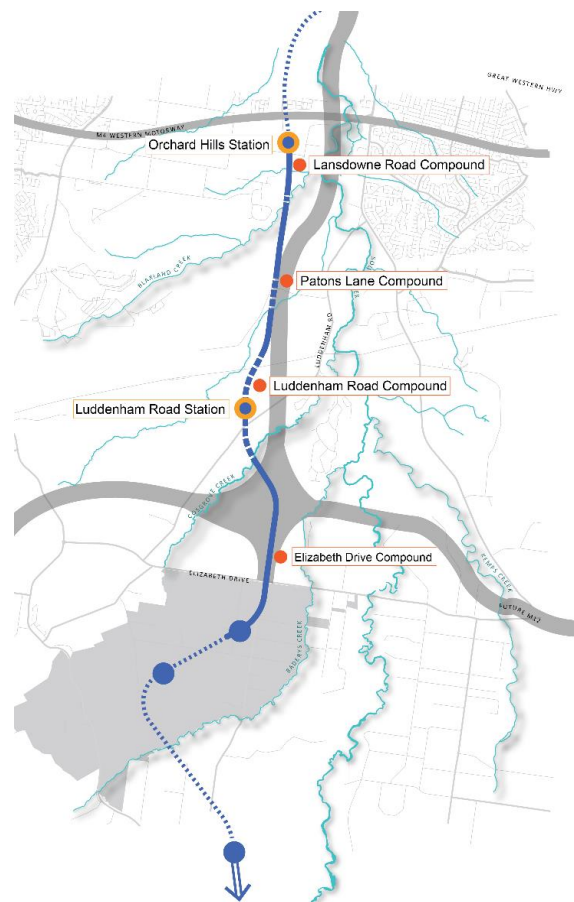 GREAT WESTERN HWY
M4 WESTERN MOTORWAY
Orchard Hills Station
Lansdowne Road Compound
BLAXLAND CREEK
Patons Lane Compound
LUDDENHAM RD
Luddenham Road Compound
Luddenham Road Station
COSGROVE CREEK
Elizabeth Drive Compound
KEMPS CREEK
ELIZABETH DRIVE
FUTURE M12
BADERYS CREEK